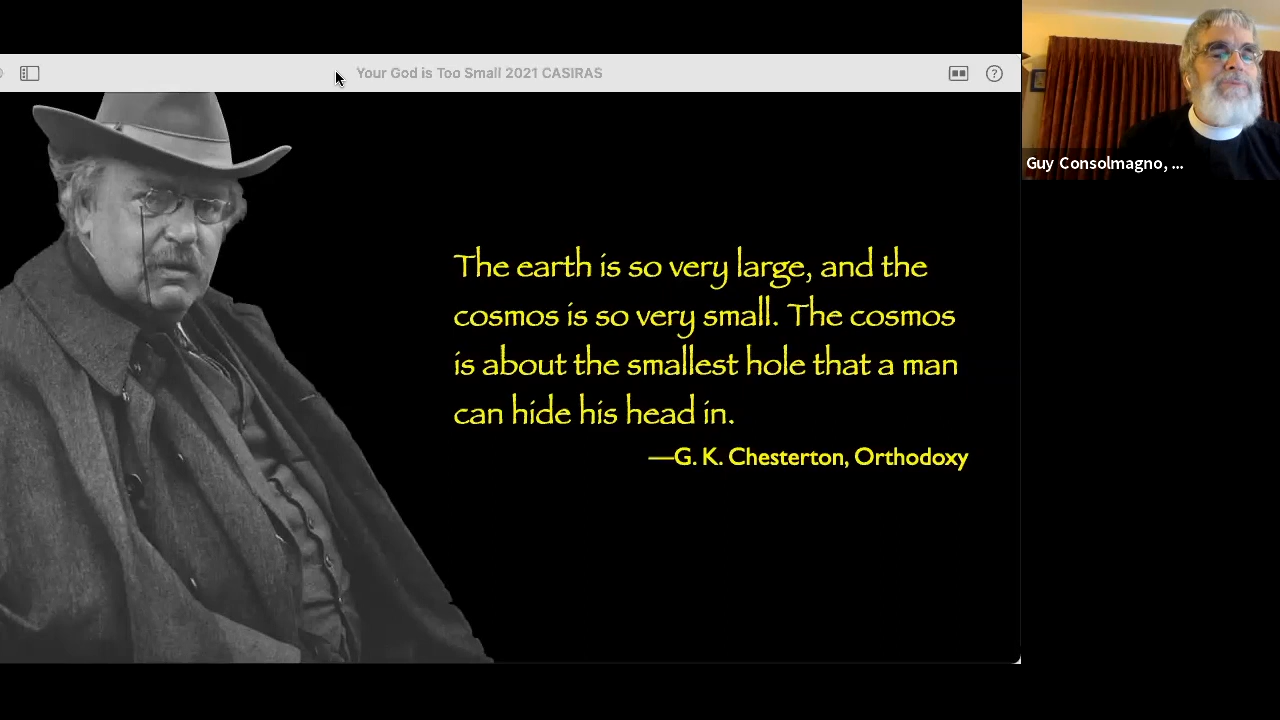 Your God is Too Small 2021 CASIRAS
Guy Consolmagno, ...
The earth is so very large, and the
cosmos is so very small. The cosmos
is about the smallest hole that a man
can hide his head in.
—G. K. Chesterton, Orthodoxy